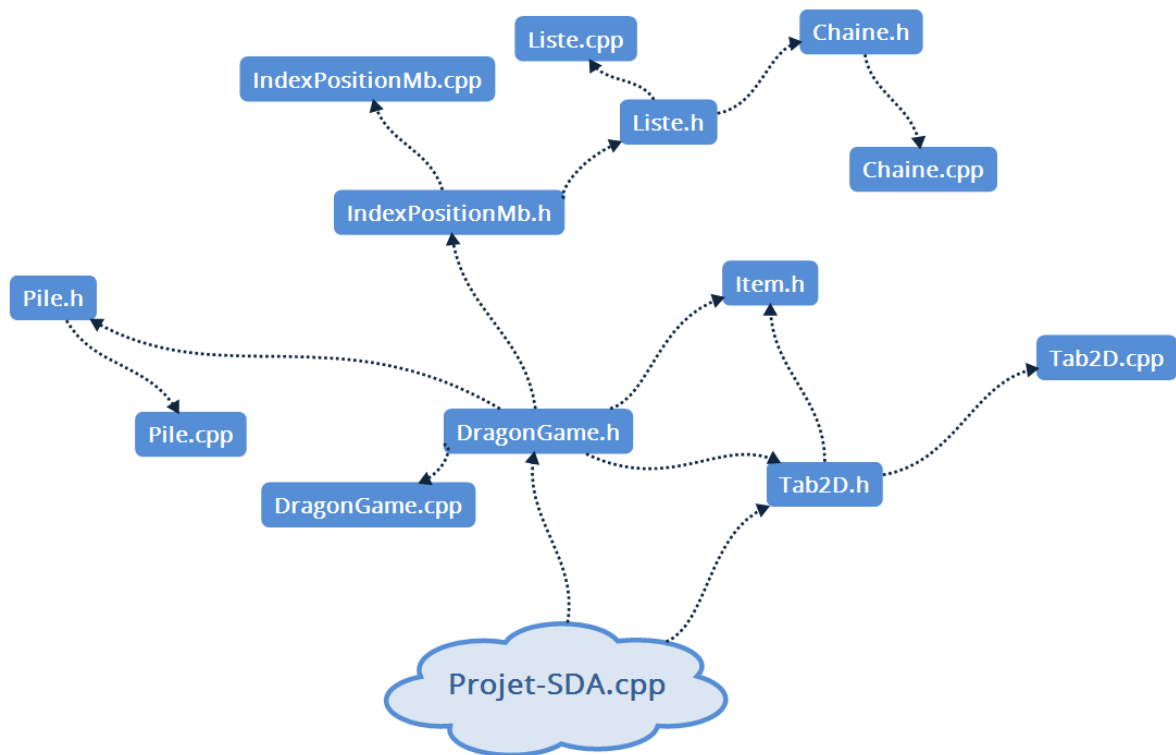 Liste.cpp
Chaine.h
IndexPositionMb.cpp
Liste.h
Chaine.cpp
IndexPositionMb.h
Pile.h
Item.h
Tab2D.cpp
Pile.cpp
DragonGame.h
Tab2D.h
DragonGame.cpp
Projet-SDA.cpp